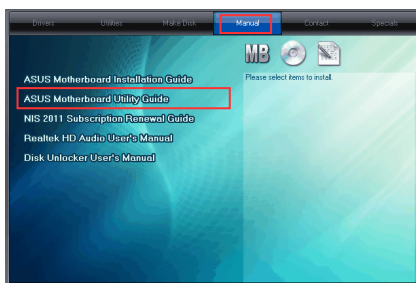 Drivers Utilities Make Disk Manual Contact Specials
MB
Please select items to install.
ASUS Motherboard Installation Guide
ASUS Motherboard Utility Guide
NIS 2011 Subscription Renewal Guide
Realtek HD Audio User's Manual
Disk Unlocker User's Manual